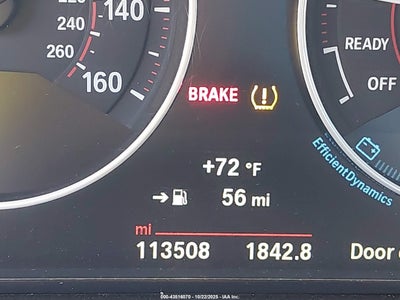 140
220
240
260
160
BRAKE
READY
OFF
EfficientDynamics
+72 °F
56 mi
mi
113508 1842.8 Door
000-43516070 - 10/22/2025 - IAA Inc.